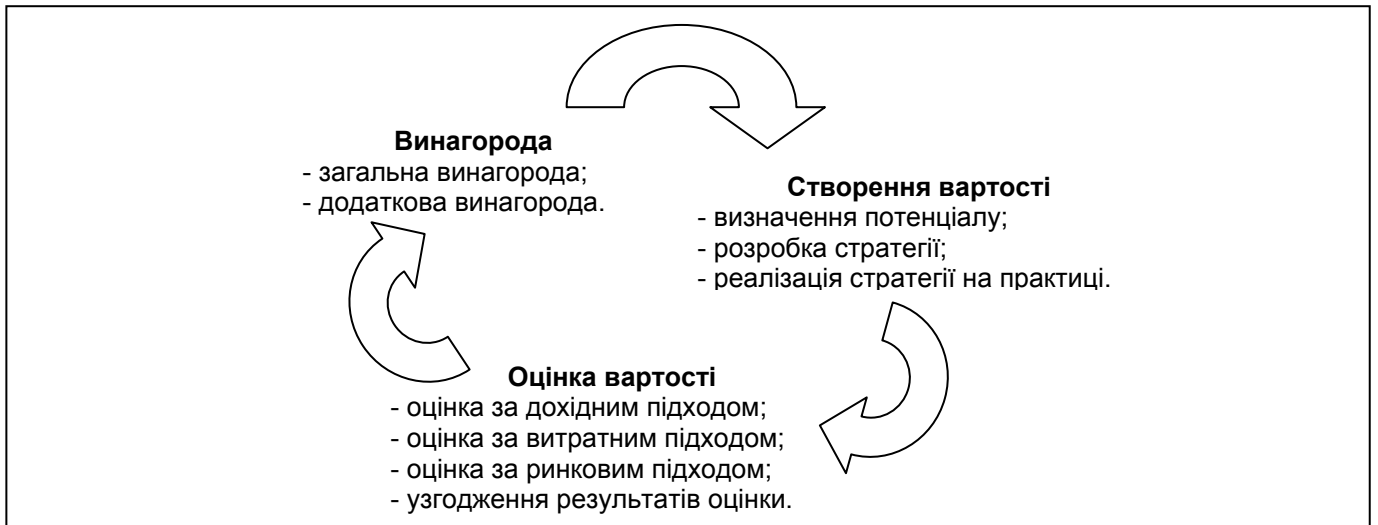 Винагорода
- загальна винагорода;
- додаткова винагорода.
Створення вартості
- визначення потенціалу;
- розробка стратегії;
- реалізація стратегії на практиці.
Оцінка вартості
- оцінка за дохідним підходом;
- оцінка за витратним підходом;
- оцінка за ринковим підходом;
- узгодження результатів оцінки.